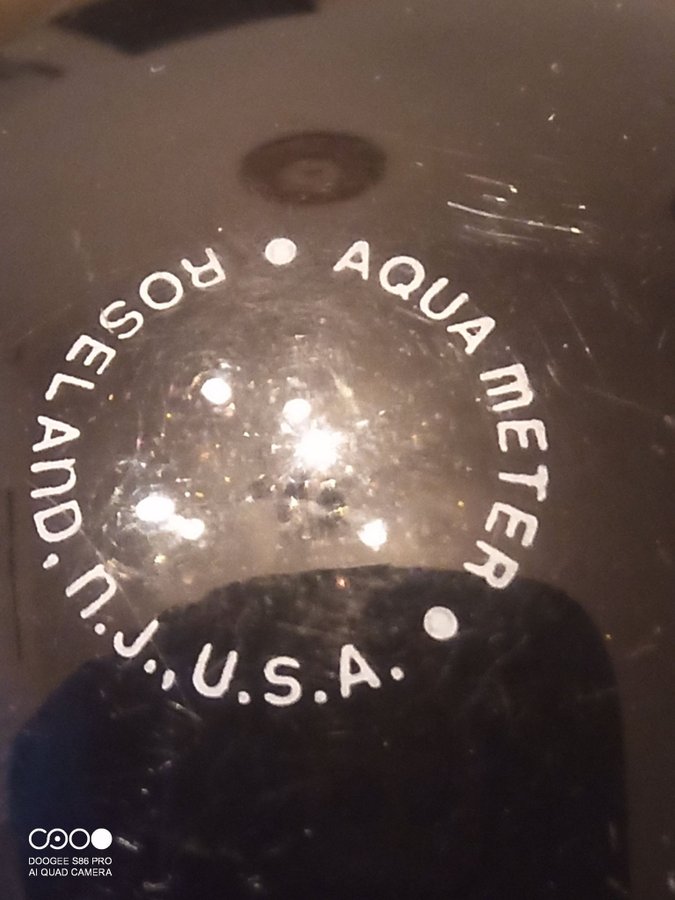 • AQUA METER •
ROSELAND, N.J., U.S.A.
DOOGEE S86 PRO
AI QUAD CAMERA